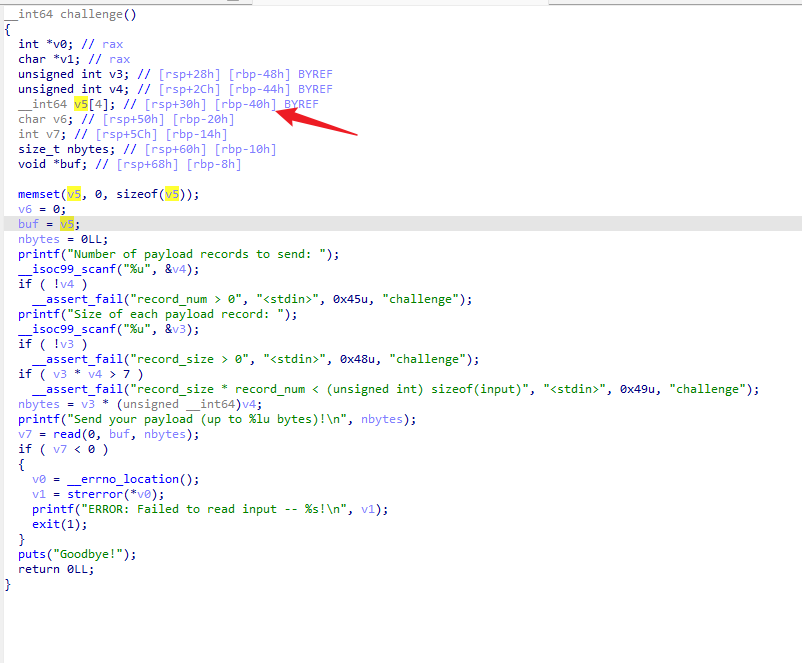 __int64 challenge()
{
  int *v0; // rax
  char *v1; // rax
  unsigned int v3; // [rsp+28h] [rbp-48h] BYREF
  unsigned int v4; // [rsp+2Ch] [rbp-44h] BYREF
  __int64 v5[4]; // [rsp+30h] [rbp-40h] BYREF
  char v6; // [rsp+50h] [rbp-20h]
  int v7; // [rsp+5Ch] [rbp-14h]
  size_t nbytes; // [rsp+60h] [rbp-10h]
  void *buf; // [rsp+68h] [rbp-8h]

  memset(v5, 0, sizeof(v5));
  v6 = 0;
  buf = v5;
  nbytes = 0LL;
  printf("Number of payload records to send: ");
  __isoc99_scanf("%u", &v4);
  if ( !v4 )
    __assert_fail("record_num > 0", "<stdin>", 0x45u, "challenge");
  printf("Size of each payload record: ");
  __isoc99_scanf("%u", &v3);
  if ( !v3 )
    __assert_fail("record_size > 0", "<stdin>", 0x48u, "challenge");
  if ( v3 * v4 > 7 )
    __assert_fail("record_size * record_num < (unsigned int) sizeof(input)", "<stdin>", 0x49u, "challenge");
  nbytes = v3 * (unsigned __int64)v4;
  printf("Send your payload (up to %lu bytes)!\n", nbytes);
  v7 = read(0, buf, nbytes);
  if ( v7 < 0 )
  {
    v0 = __errno_location();
    v1 = strerror(*v0);
    printf("ERROR: Failed to read input -- %s!\n", v1);
    exit(1);
  }
  puts("Goodbye!");
  return 0LL;
}